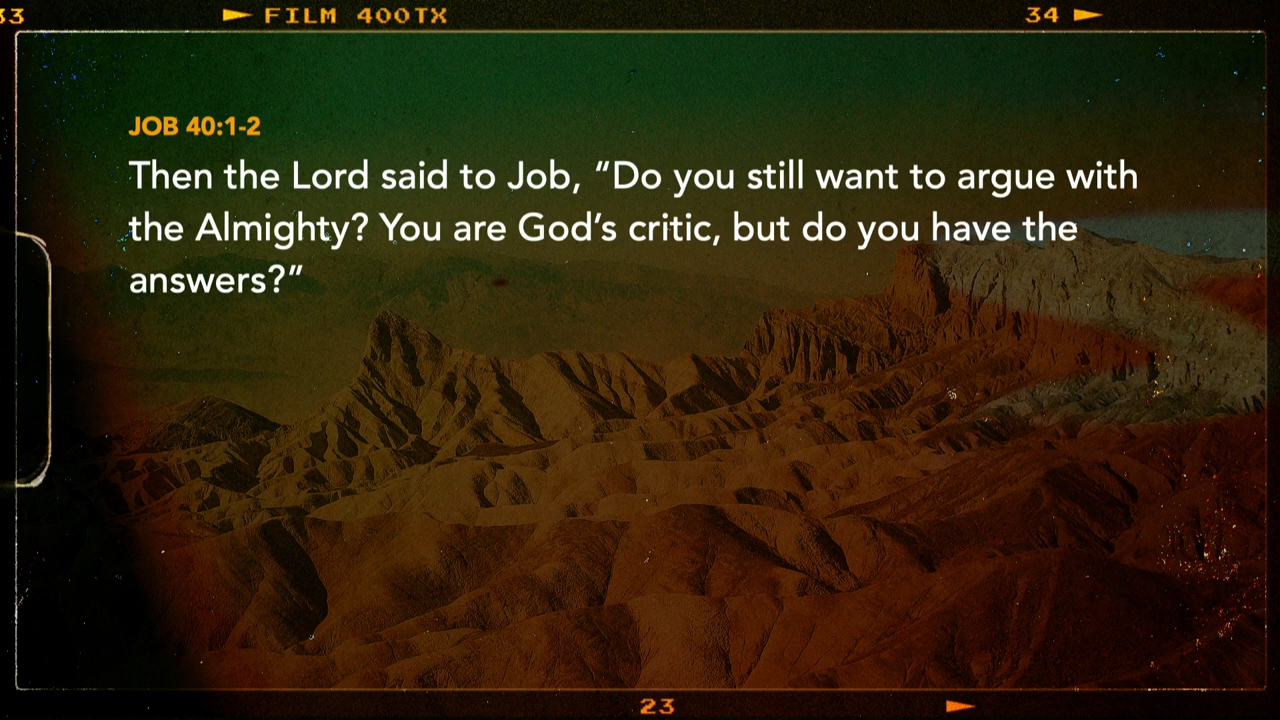 33 FILM 400TX 34
JOB 40:1-2
Then the Lord said to Job, “Do you still want to argue with
the Almighty? You are God’s critic, but do you have the
answers?”
23